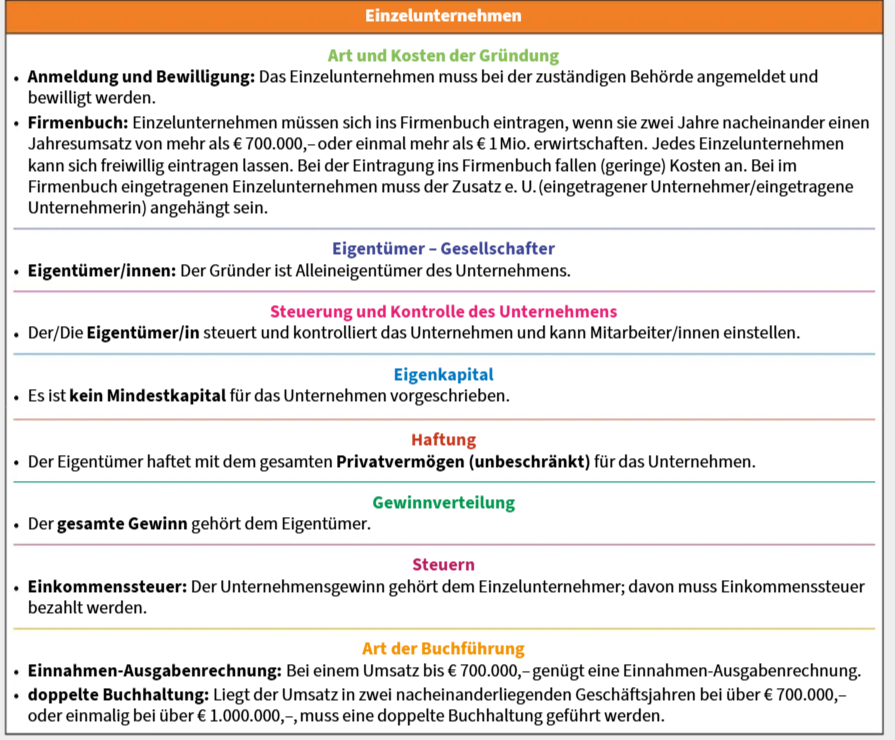 Einzelunternehmen
Art und Kosten der Gründung
• Anmeldung und Bewilligung: Das Einzelunternehmen muss bei der zuständigen Behörde angemeldet und
bewilligt werden.
• Firmenbuch: Einzelunternehmen müssen sich ins Firmenbuch eintragen, wenn sie zwei Jahre nacheinander einen
Jahresumsatz von mehr als € 700.000,– oder einmal mehr als € 1 Mio. erwirtschaften. Jedes Einzelunternehmen
kann sich freiwillig eintragen lassen. Bei der Eintragung ins Firmenbuch fallen (geringe) Kosten an. Bei im
Firmenbuch eingetragenen Einzelunternehmen muss der Zusatz e. U. (eingetragener Unternehmer/eingetragene
Unternehmerin) angehängt sein.
Eigentümer – Gesellschafter
• Eigentümer/innen: Der Gründer ist Alleineigentümer des Unternehmens.
Steuerung und Kontrolle des Unternehmens
• Der/Die Eigentümer/in steuert und kontrolliert das Unternehmen und kann Mitarbeiter/innen einstellen.
Eigenkapital
• Es ist kein Mindestkapital für das Unternehmen vorgeschrieben.
Haftung
• Der Eigentümer haftet mit dem gesamten Privatvermögen (unbeschränkt) für das Unternehmen.
Gewinnverteilung
• Der gesamte Gewinn gehört dem Eigentümer.
Steuern
• Einkommenssteuer: Der Unternehmensgewinn gehört dem Einzelunternehmer; davon muss Einkommenssteuer
bezahlt werden.
Art der Buchführung
• Einnahmen-Ausgabenrechnung: Bei einem Umsatz bis € 700.000,– genügt eine Einnahmen-Ausgabenrechnung.
• doppelte Buchhaltung: Liegt der Umsatz in zwei nacheinanderliegenden Geschäftsjahren bei über € 700.000,–
oder einmalig bei über € 1.000.000,–, muss eine doppelte Buchhaltung geführt werden.